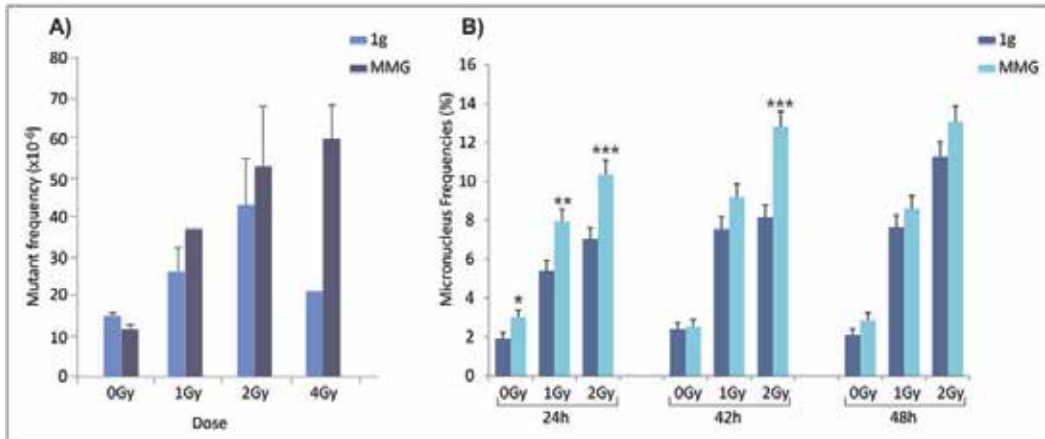 A)
1g
MMG
Mutant frequency (x10⁻⁶)
80
70
60
50
40
30
20
10
0
0Gy 1Gy 2Gy 4Gy
Dose
B)
1g
MMG
Micronucleus Frequencies (%)
16
14
12
10
8
6
4
2
0
* ** *** ***
0Gy 1Gy 2Gy 0Gy 1Gy 2Gy 0Gy 1Gy 2Gy
24h 42h 48h